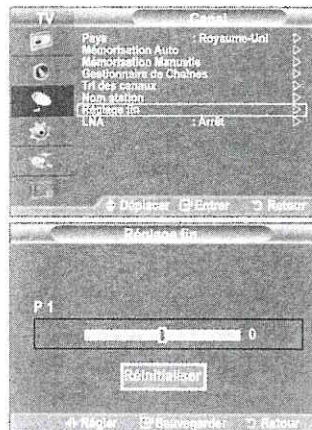 TV
Canal
Pays : Royaume-Uni
Mémorisation Auto
Mémorisation Manuelle
Gestionnaire de Chaînes
Tri des canaux
Nom station
Réglage fin
LNA : Arrêt
Déplacer Entrer Retour
Réglage fin
P 1
0
Réinitialiser
Régler Sauvegarder Retour